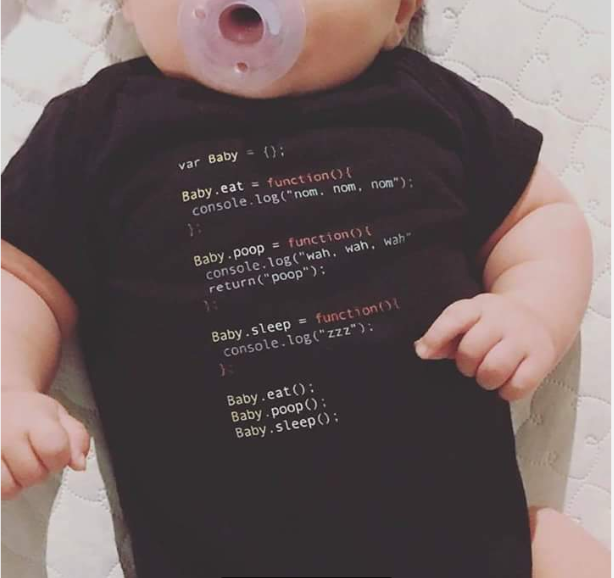 var Baby = {};
Baby.eat = function(){
console.log("nom, nom, nom");
};
Baby.poop = function(){
console.log("wah, wah, wah"
return("poop");
};
Baby.sleep = function(){
console.log("zzz");
};
Baby.eat();
Baby.poop();
Baby.sleep();